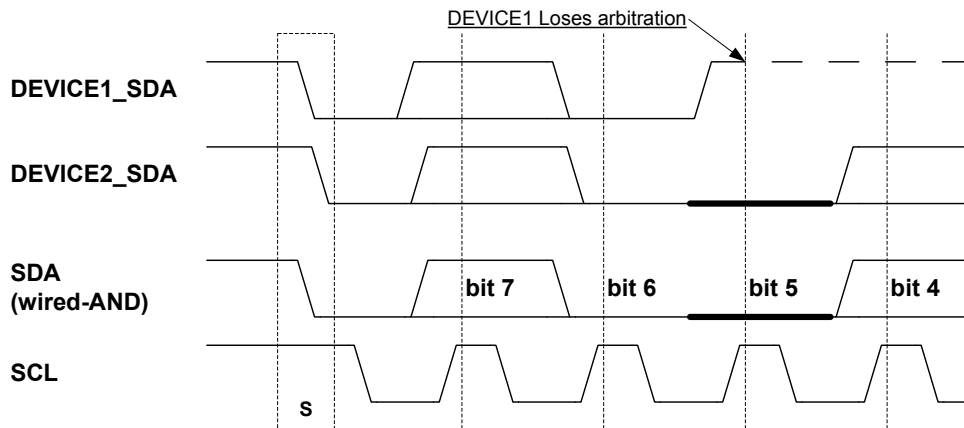 DEVICE1 Loses arbitration
DEVICE1_SDA
DEVICE2_SDA
SDA
(wired-AND)
bit 7 bit 6 bit 5 bit 4
SCL
S